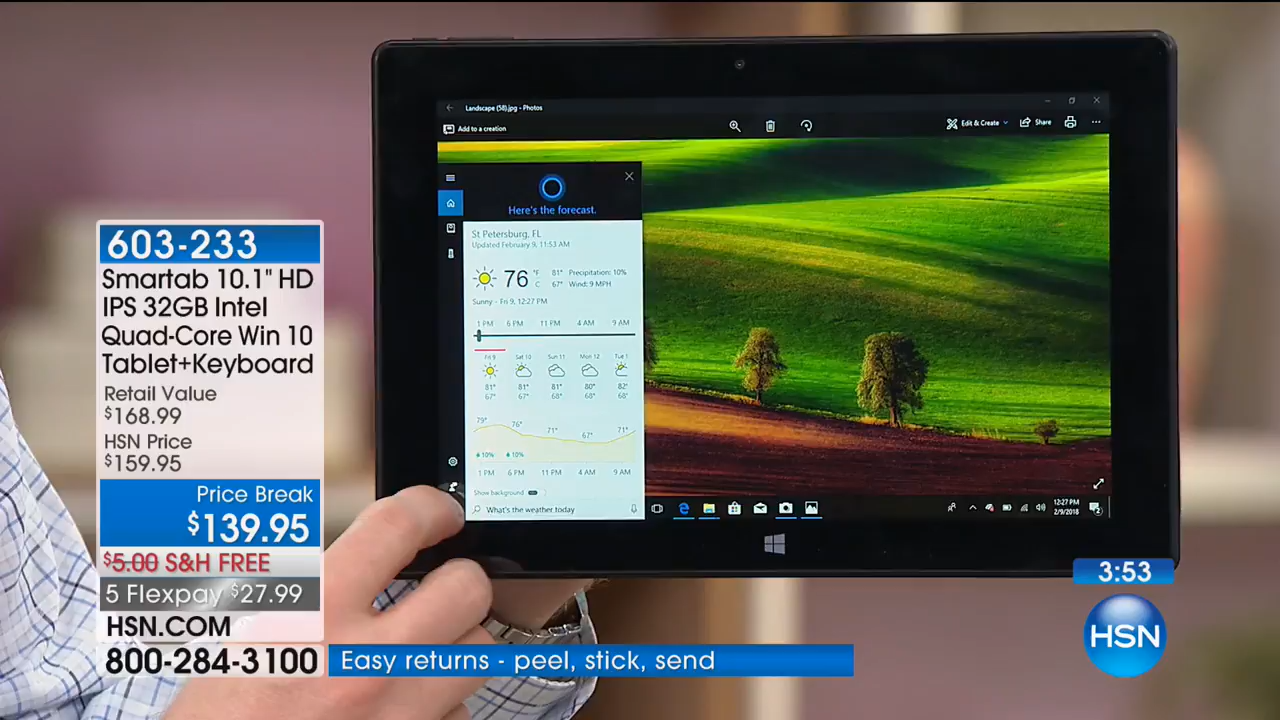 603-233
Smartab 10.1" HD
IPS 32GB Intel
Quad-Core Win 10
Tablet+Keyboard
Retail Value
$168.99
HSN Price
$159.95
Price Break
$139.95
$5.00 S&H FREE
5 Flexpay $27.99
HSN.COM
800-284-3100
Easy returns - peel, stick, send
3:53
HSN
Landscape (58).jpg - Photos
Add to a creation
Edit & Create
Share
Here's the forecast.
St Petersburg, FL
Updated February 9, 11:53 AM
76 °F C 81° 67° Precipitation: 10% Wind: 9 MPH
Sunny - Fri 9, 12:27 PM
1 PM 6 PM 11 PM 4 AM 9 AM
Fri 9 Sat 10 Sun 11 Mon 12 Tue 1
81° 81° 81° 80° 82°
67° 67° 68° 68° 68°
79° 76° 71° 67° 71°
10% 10%
1 PM 6 PM 11 PM 4 AM 9 AM
Show background
What's the weather today
12:27 PM
2/9/2018